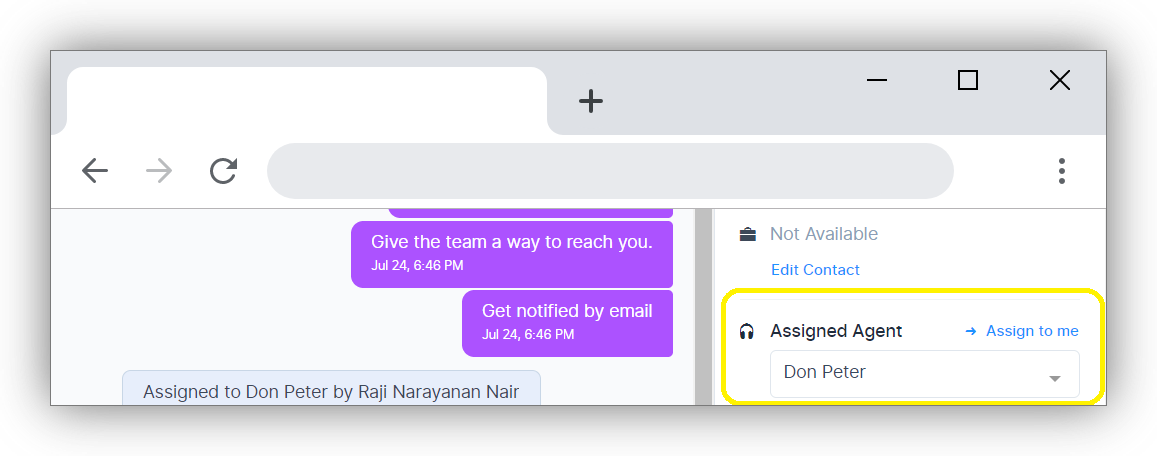 Give the team a way to reach you.
Jul 24, 6:46 PM
Get notified by email
Jul 24, 6:46 PM
Assigned to Don Peter by Raji Narayanan Nair
Not Available
Edit Contact
Assigned Agent
→ Assign to me
Don Peter